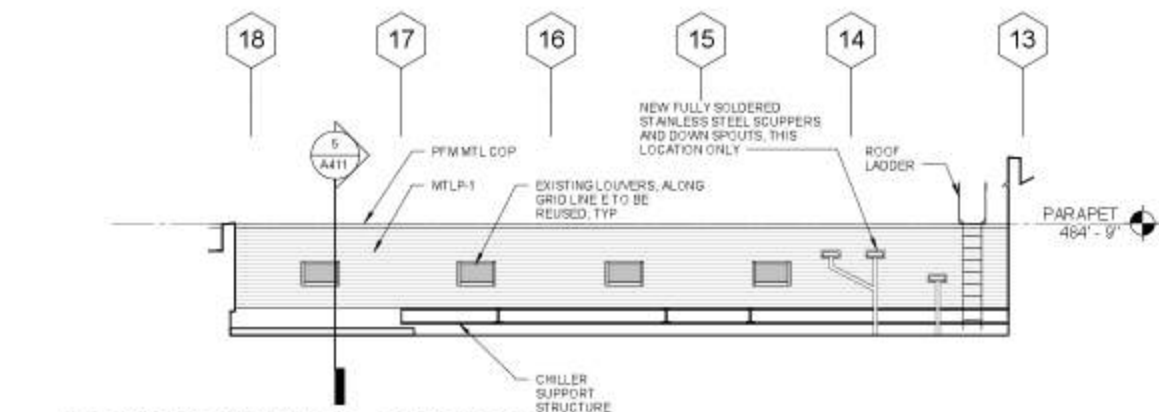 18 17 16 15 14 13
NEW FULLY SOLDERED
STAINLESS STEEL SCUPPERS
AND DOWN SPOUTS, THIS
LOCATION ONLY
5
A411
PFM MTL COP
ROOF
LADDER
MTLP-1
EXISTING LOUVERS, ALONG
GRID LINE E TO BE
REUSED, TYP
PARAPET
484' - 9"
CHILLER
SUPPORT
STRUCTURE